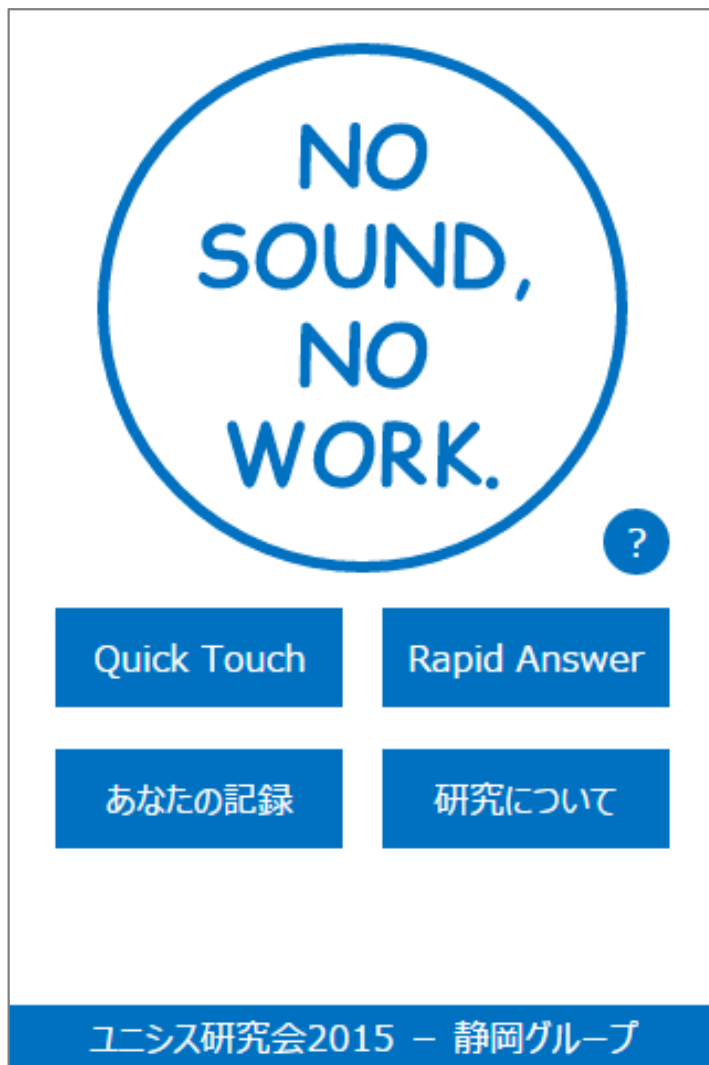 NO
SOUND,
NO
WORK.
?
Quick Touch
Rapid Answer
あなたの記録
研究について
ユニシス研究会2015 － 静岡グループ